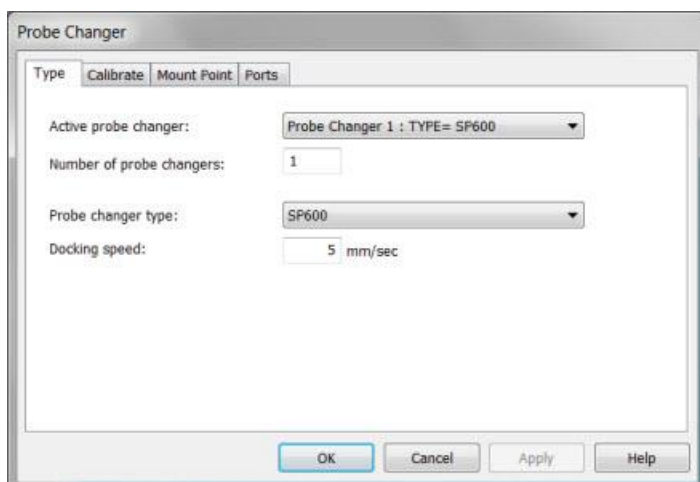 Probe Changer
Type Calibrate Mount Point Ports
Active probe changer: Probe Changer 1 : TYPE= SP600
Number of probe changers: 1
Probe changer type: SP600
Docking speed: 5 mm/sec
OK Cancel Apply Help